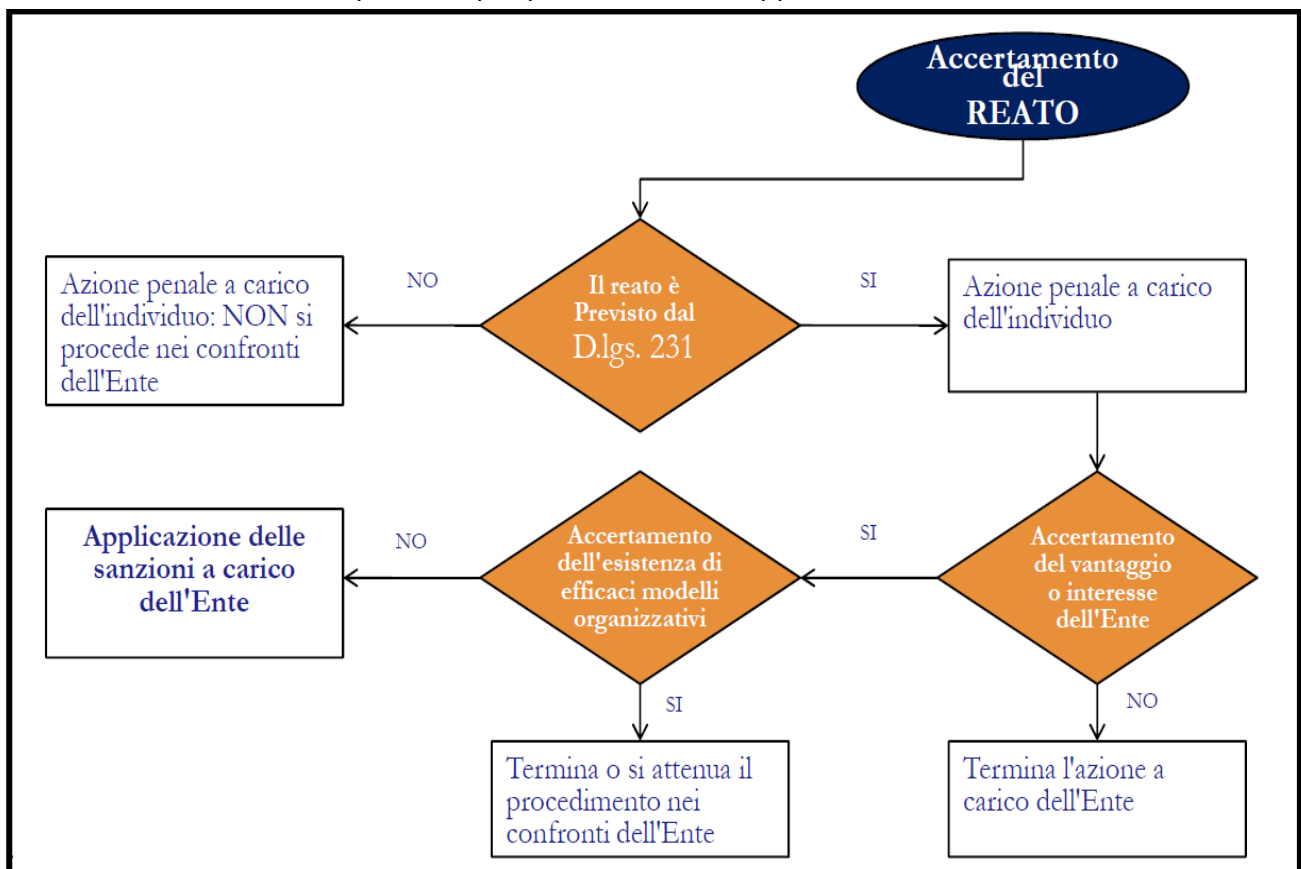 Accertamento
del
REATO
Il reato è
Previsto dal
D.lgs. 231
NO
SI
Azione penale a carico
dell'individuo: NON si
procede nei confronti
dell'Ente
Azione penale a carico
dell'individuo
Applicazione delle
sanzioni a carico
dell'Ente
NO
Accertamento
dell'esistenza di
efficaci modelli
organizzativi
SI
Accertamento
del vantaggio
o interesse
dell'Ente
SI
NO
Termina o si attenua il
procedimento nei
confronti dell'Ente
Termina l'azione a
carico dell'Ente